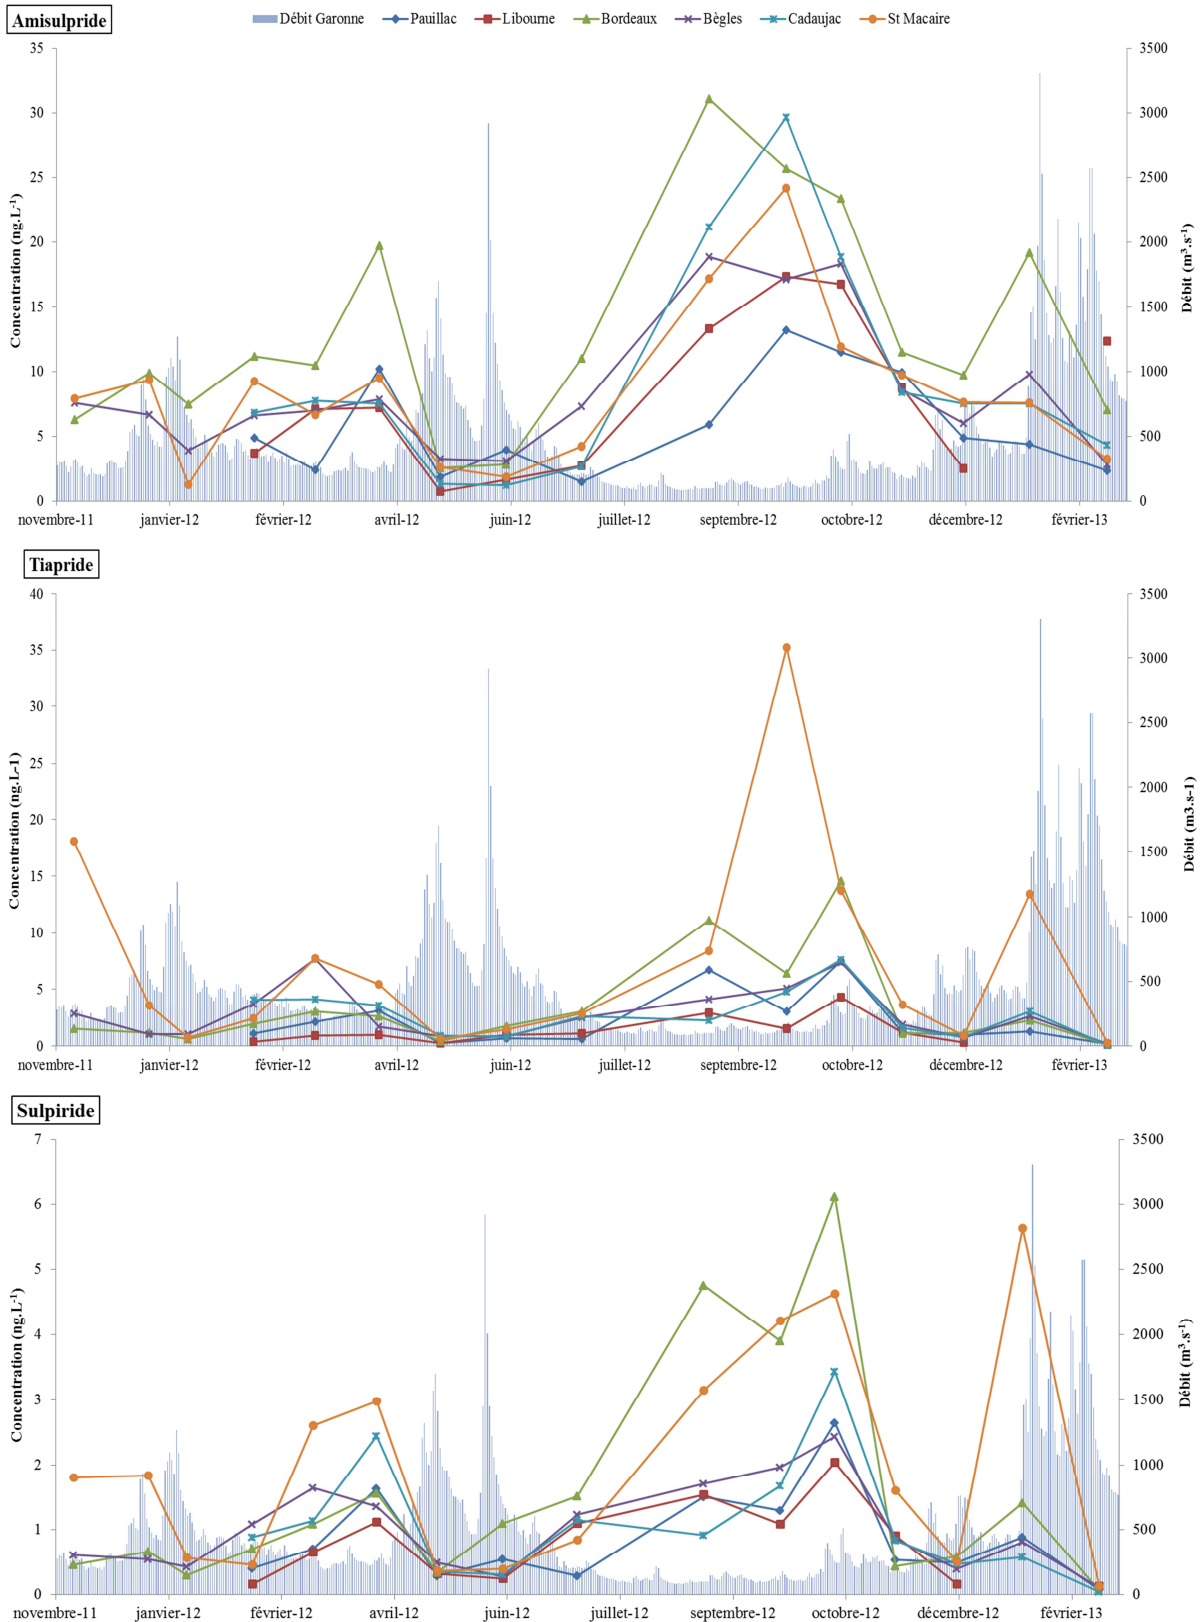 Amisulpride
Débit Garonne Pauillac Libourne Bordeaux Bègles Cadaujac St Macaire
35 3500
30 3000
25 2500
20 2000
15 1500
10 1000
5 500
0 0
Concentration (ng.L-1)
Débit (m³.s-1)
novembre-11 janvier-12 février-12 avril-12 juin-12 juillet-12 septembre-12 octobre-12 décembre-12 février-13
Tiapride
40 3500
35 3000
30 2500
25 2000
20 1500
15 1000
10 500
5 0
0
Concentration (ng.L-1)
Débit (m3.s-1)
novembre-11 janvier-12 février-12 avril-12 juin-12 juillet-12 septembre-12 octobre-12 décembre-12 février-13
Sulpiride
7 3500
6 3000
5 2500
4 2000
3 1500
2 1000
1 500
0 0
Concentration (ng.L-1)
Débit (m³.s-1)
novembre-11 janvier-12 février-12 avril-12 juin-12 juillet-12 septembre-12 octobre-12 décembre-12 février-13